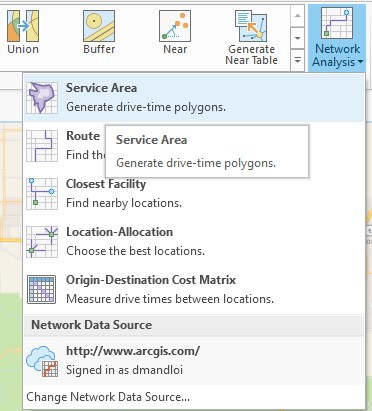 Union
Buffer
Near
Generate
Near Table
Network
Analysis
Service Area
Generate drive-time polygons.
Route
Find the
Service Area
Generate drive-time polygons.
Closest Facility
Find nearby locations.
Location-Allocation
Choose the best locations.
Origin-Destination Cost Matrix
Measure drive times between locations.
Network Data Source
http://www.arcgis.com/
Signed in as dmandloi
Change Network Data Source...